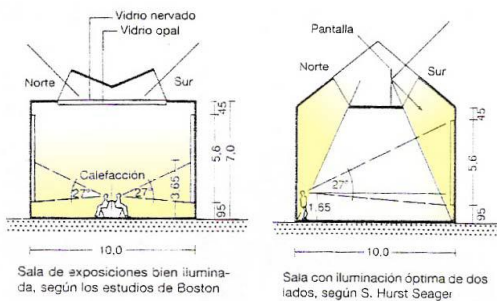 Vidrio nervado
Vidrio opal
Norte
Sur
Calefacción
27°
27°
3.65
45
5,6
7,0
95
10,0
Sala de exposiciones bien ilumina-
da, según los estudios de Boston
Pantalla
Norte
Sur
27°
1.65
45
5,6
95
10,0
Sala con iluminación óptima de dos
lados, según S. Hurst Seager